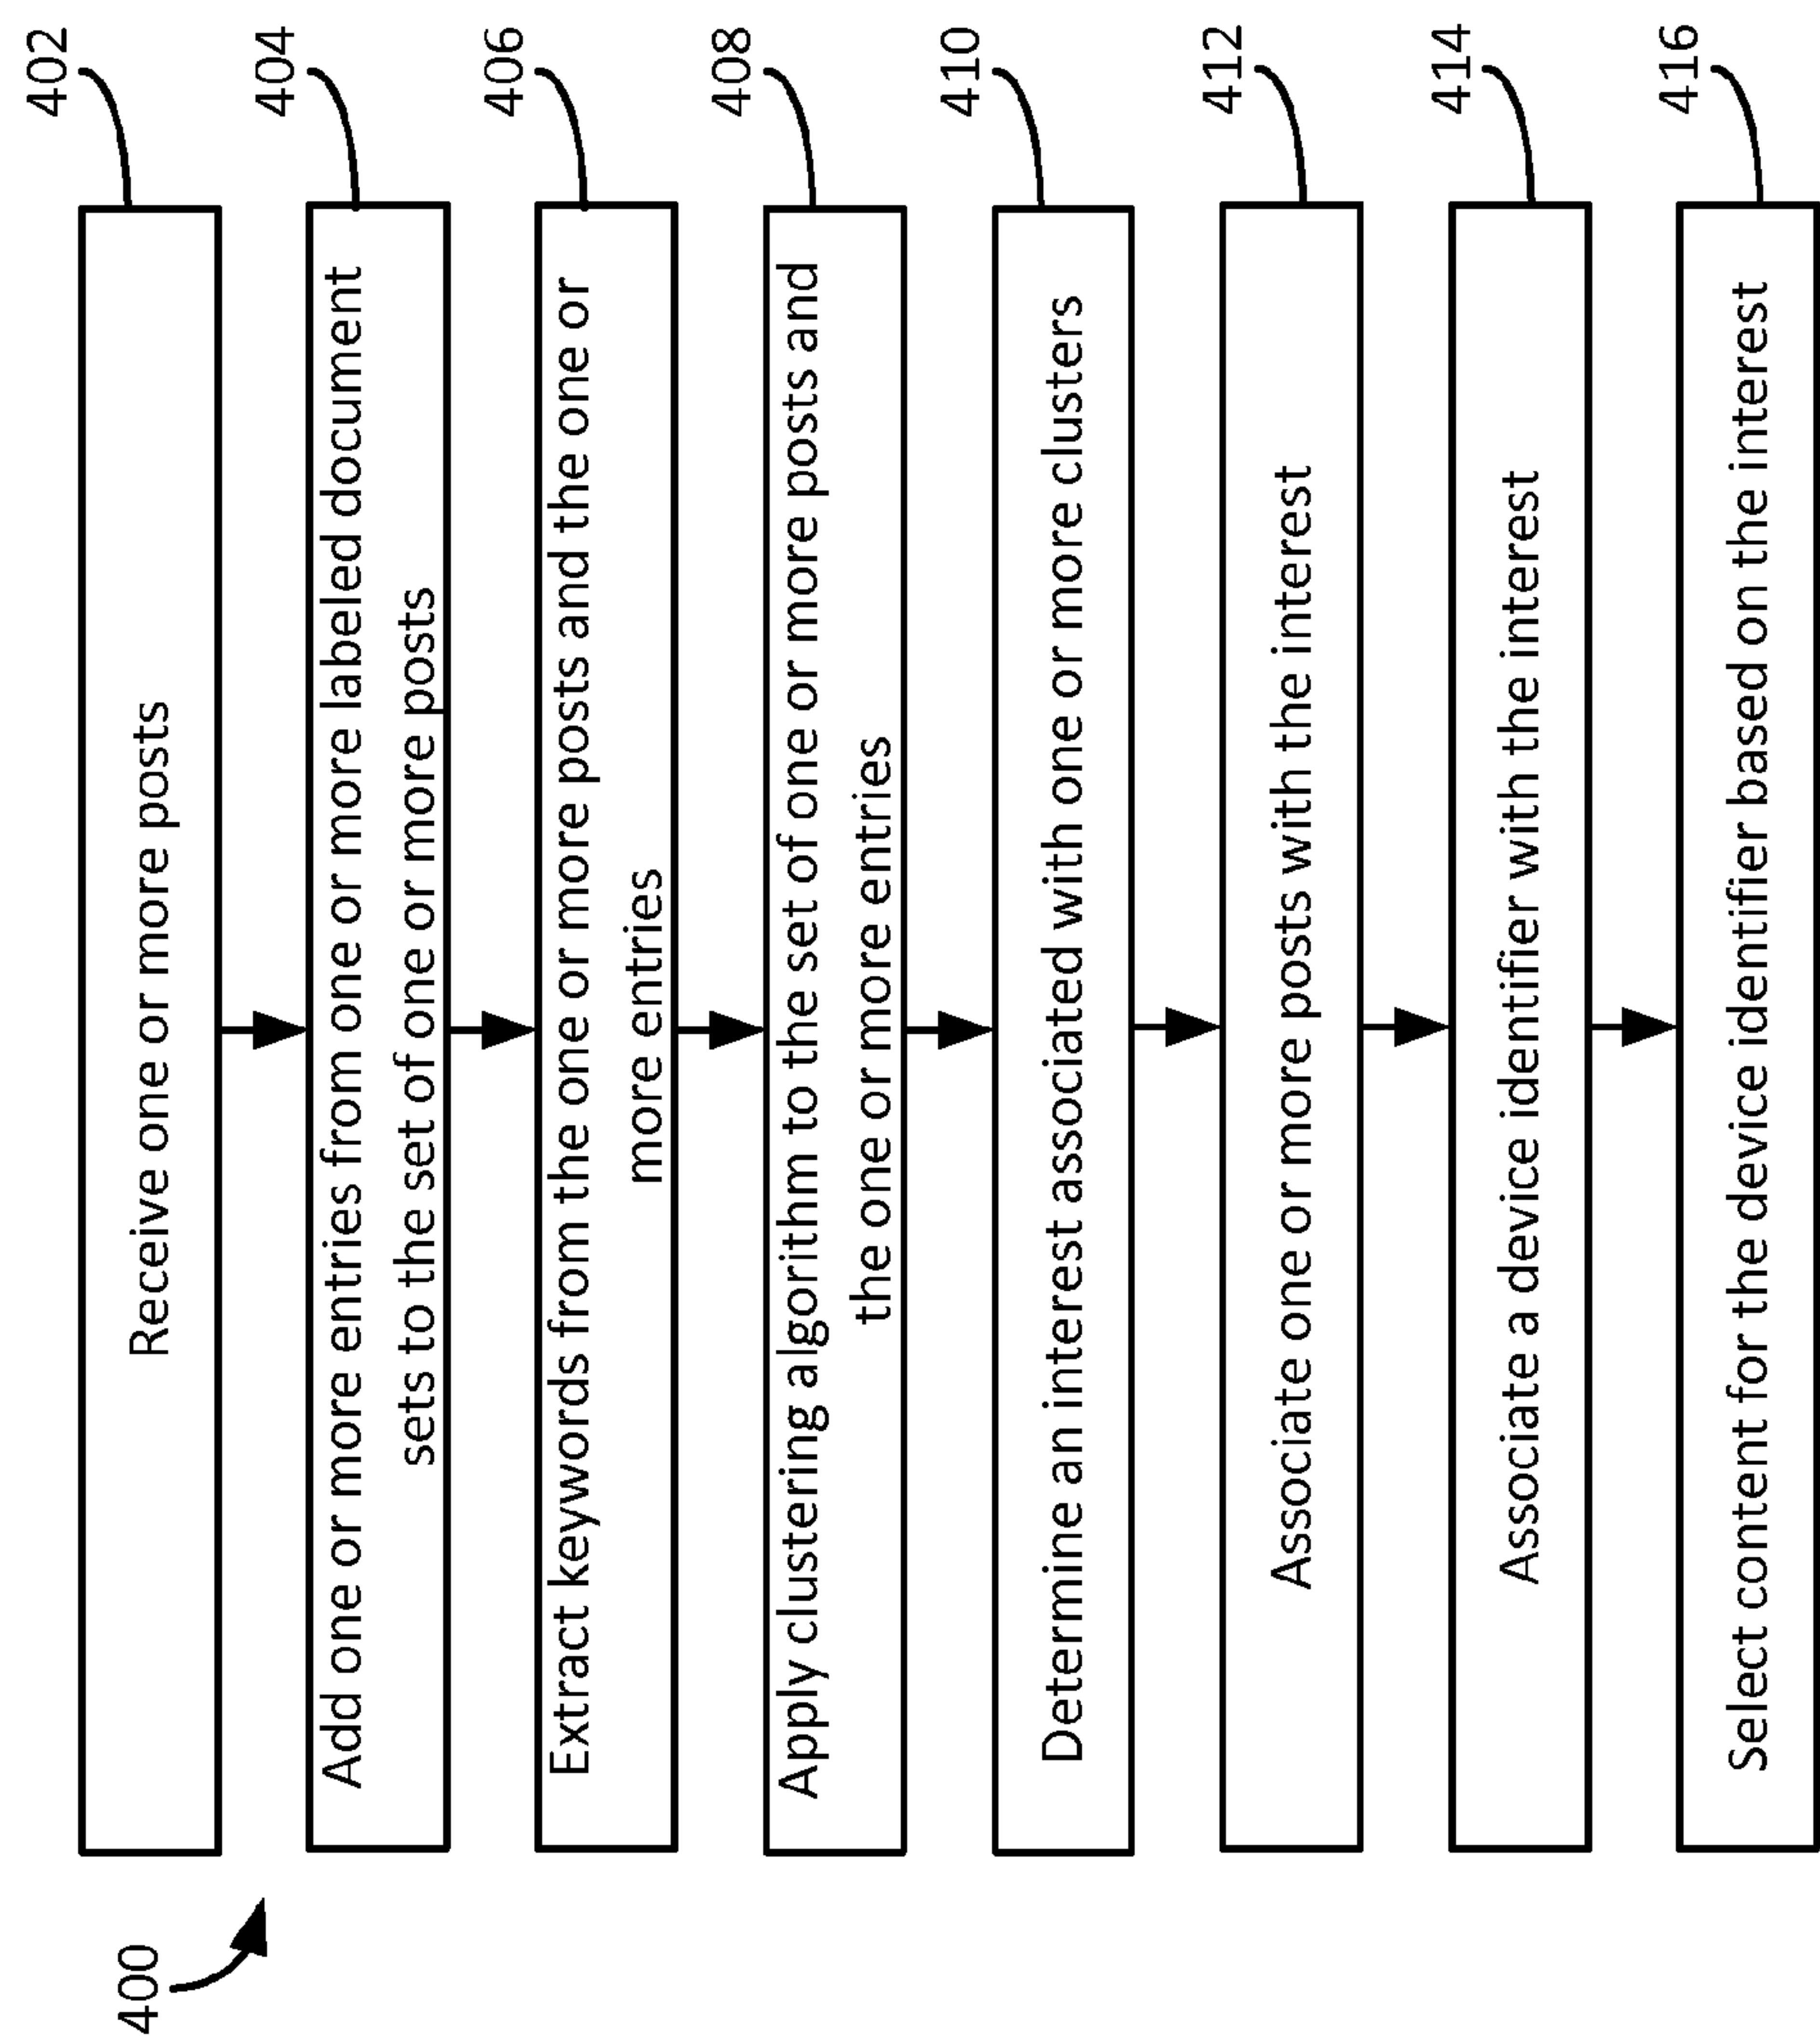 400
402
Receive one or more posts
404
Add one or more entries from one or more labeled document
sets to the set of one or more posts
406
Extract keywords from the one or more posts and the one or
more entries
408
Apply clustering algorithm to the set of one or more posts and
the one or more entries
410
Determine an interest associated with one or more clusters
412
Associate one or more posts with the interest
414
Associate a device identifier with the interest
416
Select content for the device identifier based on the interest